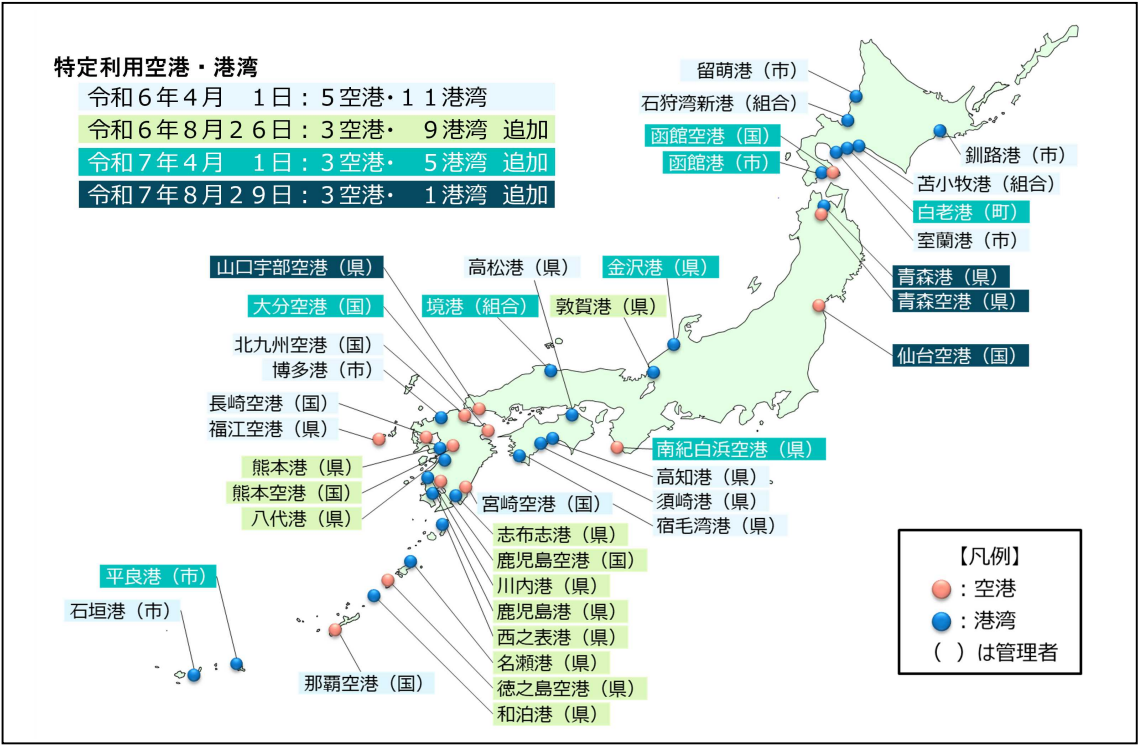 特定利用空港・港湾
令和６年４月　１日：５空港・１１港湾
令和６年８月２６日：３空港・　９港湾 追加
令和７年４月　１日：３空港・　５港湾 追加
令和７年８月２９日：３空港・　１港湾 追加
留萌港（市）
石狩湾新港（組合）
函館空港（国）
函館港（市）
釧路港（市）
苫小牧港（組合）
白老港（町）
室蘭港（市）
青森港（県）
青森空港（県）
仙台空港（国）
山口宇部空港（県）
高松港（県）
金沢港（県）
大分空港（国）
境港（組合）
敦賀港（県）
北九州空港（国）
博多港（市）
長崎空港（国）
福江空港（県）
熊本港（県）
熊本空港（国）
八代港（県）
南紀白浜空港（県）
高知港（県）。
須崎港（県）
宿毛湾港（県）
宮崎空港（国）
志布志港（県）
鹿児島空港（国）
川内港（県）
鹿児島港（県）
西之表港（県）
名瀬港（県）
徳之島空港（県）
和泊港（県）
平良港（市）
石垣港（市）
那覇空港（国）
【凡例】
：空港
：港湾
（　）は管理者